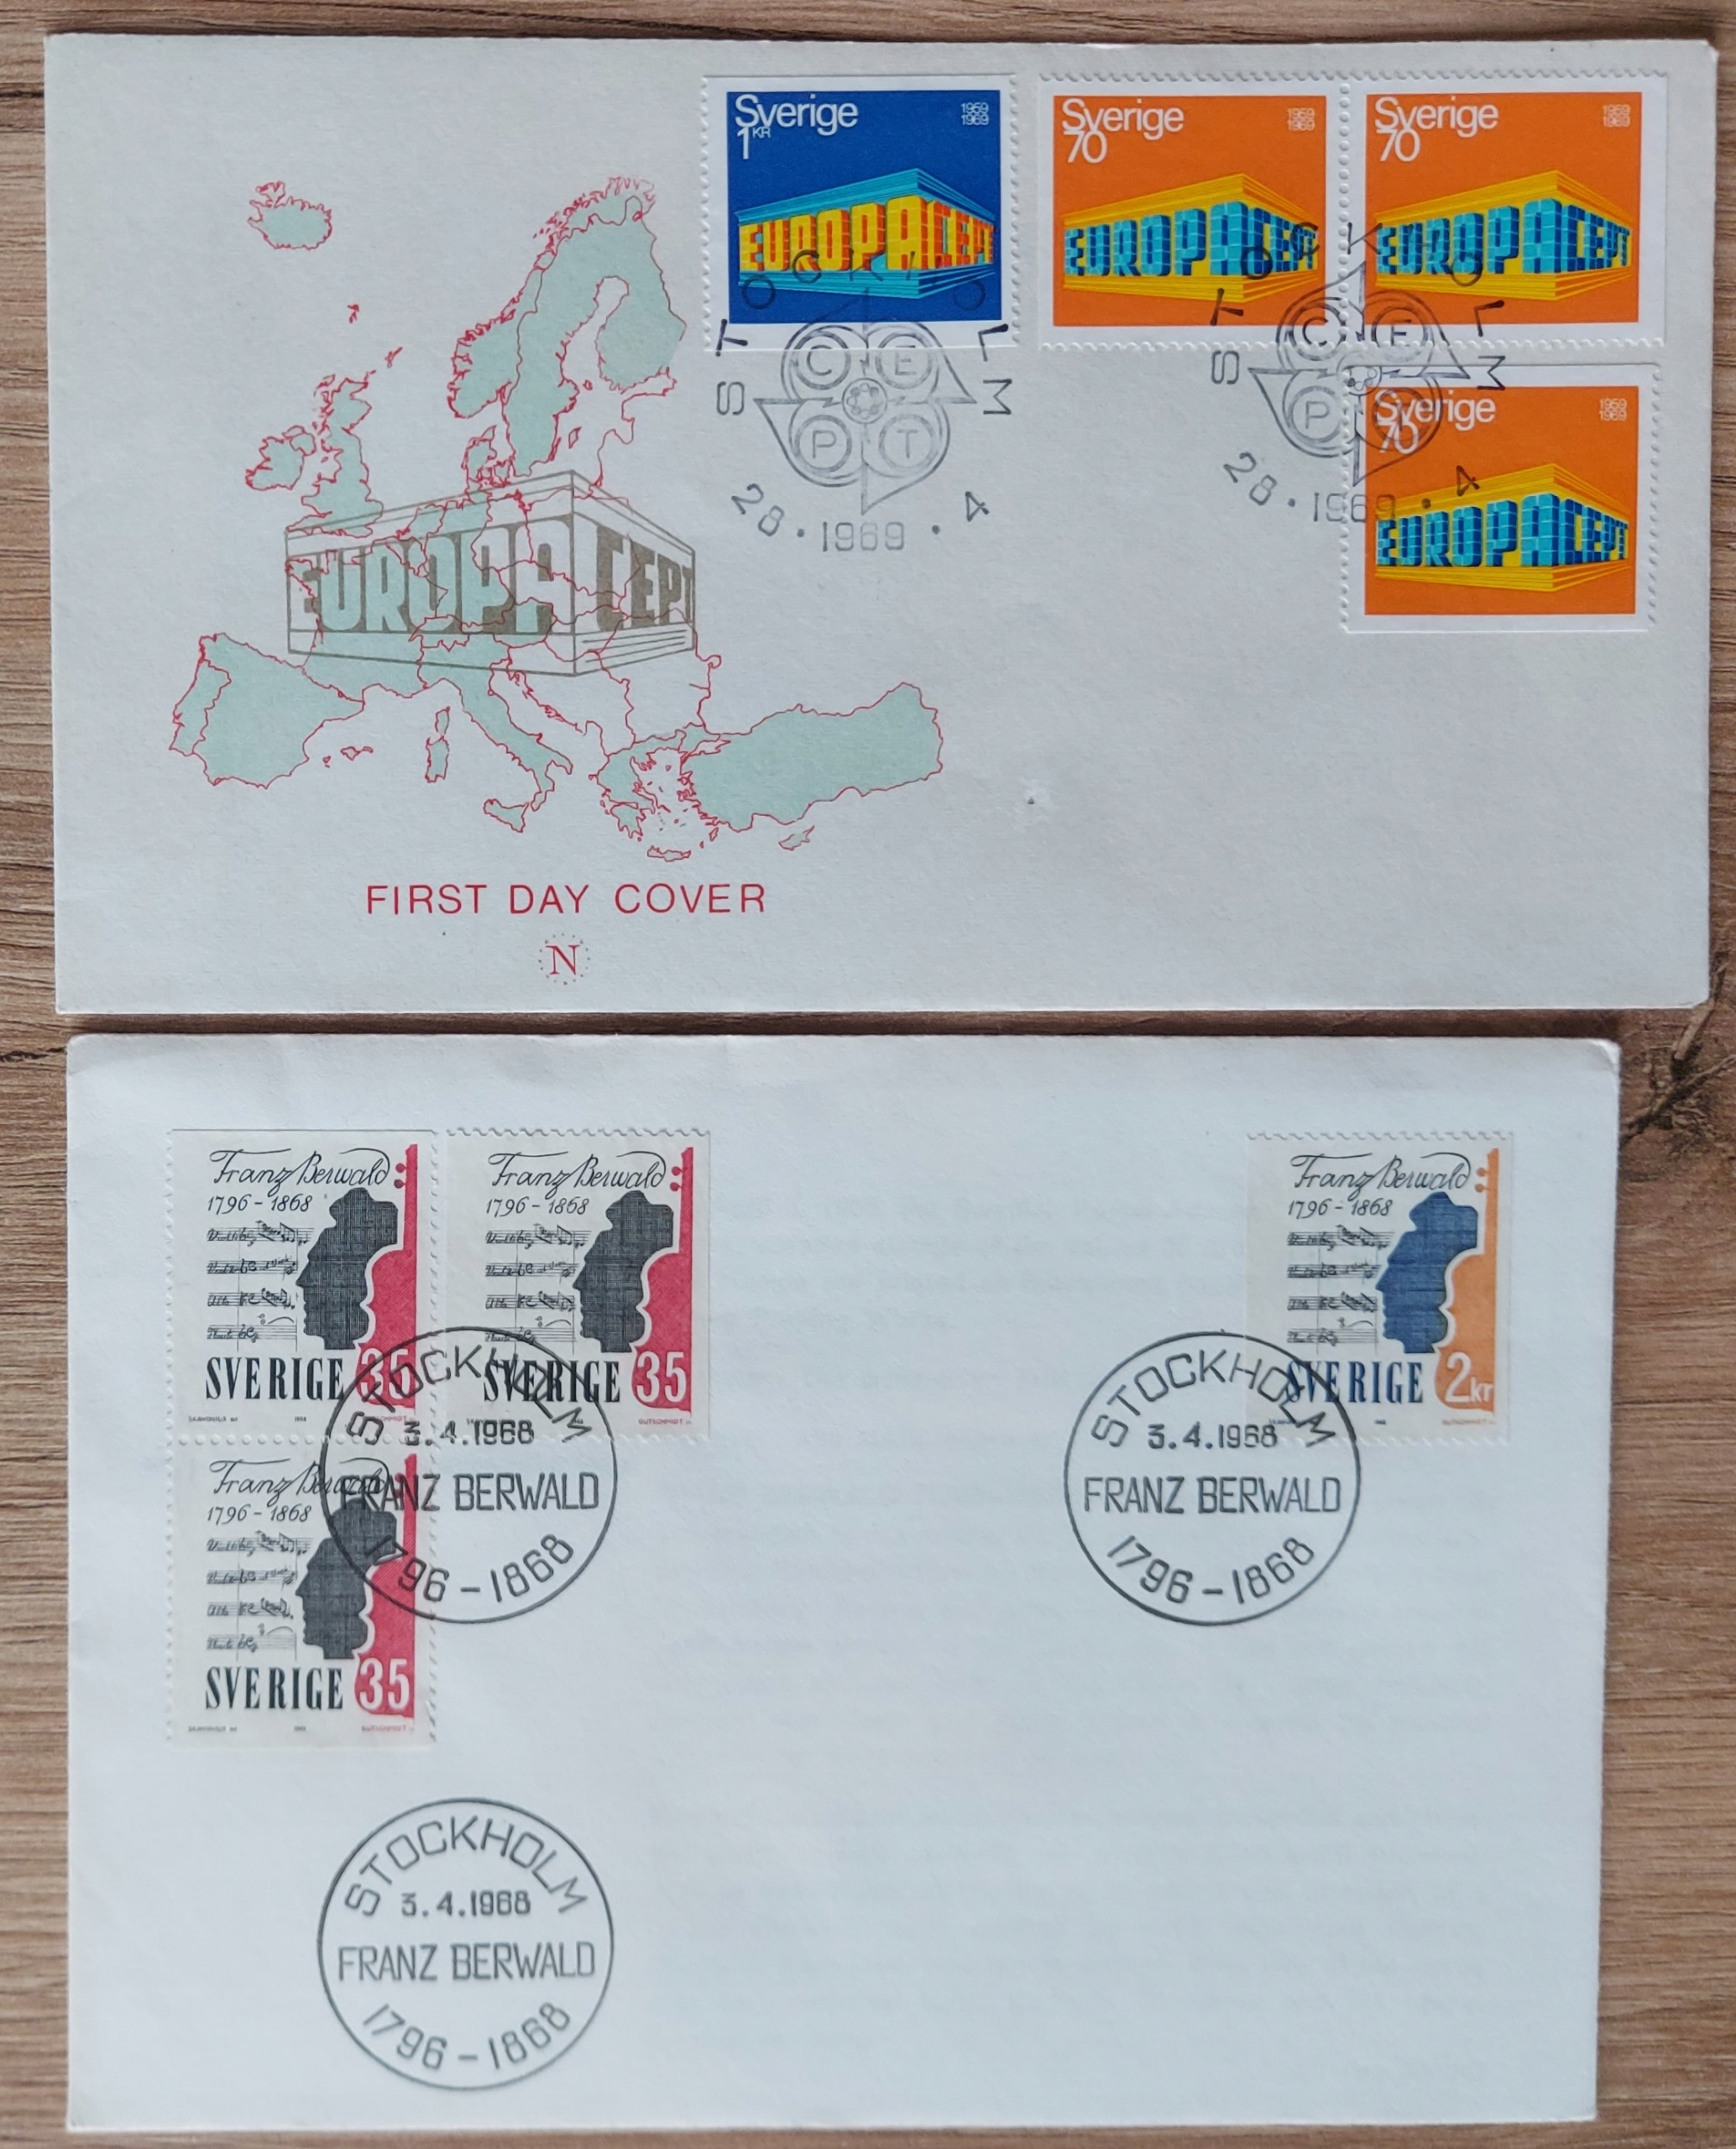 Sverige
1 KR
1959
1969
EUROPA CEPT
Sverige
70
1959
1969
EUROPA CEPT
Sverige
70
1959
1969
EUROPA CEPT
Sverige
70
1959
1969
EUROPA CEPT
STOCKHOLM
C E
P T
28 · 1969 · 4
STOCKHOLM
C E
P T
28 · 1969 · 4
EUROPA CEPT
FIRST DAY COVER
N
Franz Berwald
1796 - 1868
SVERIGE 35
Franz Berwald
1796 - 1868
SVERIGE 35
GUTSCHMIDT
Franz Berwald
1796 - 1868
SVERIGE 35
Franz Berwald
1796 - 1868
SVERIGE 2kr
STOCKHOLM
3.4.1968
FRANZ BERWALD
1796 - 1868
STOCKHOLM
3.4.1968
FRANZ BERWALD
1796 - 1868
STOCKHOLM
3.4.1968
FRANZ BERWALD
1796 - 1868